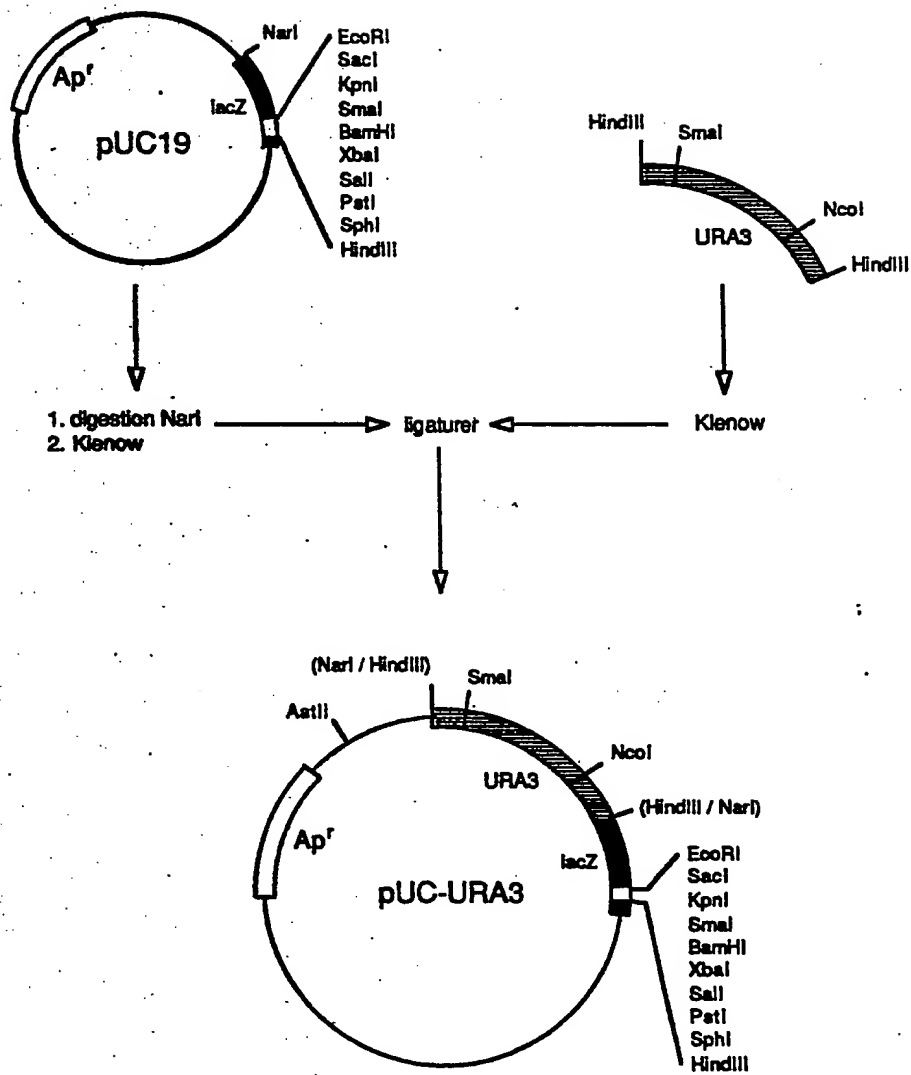 NarI
EcoRI
SacI
KpnI
SmaI
BamHI
XbaI
SalI
PstI
SphI
HindIII
Apʳ
lacZ
pUC19
HindIII
SmaI
NcoI
URA3
HindIII
1. digestion NarI
2. Klenow
ligaturer
Klenow
(NarI / HindIII)
SmaI
AatII
NcoI
URA3
(HindIII / NarI)
Apʳ
lacZ
pUC-URA3
EcoRI
SacI
KpnI
SmaI
BamHI
XbaI
SalI
PstI
SphI
HindIII